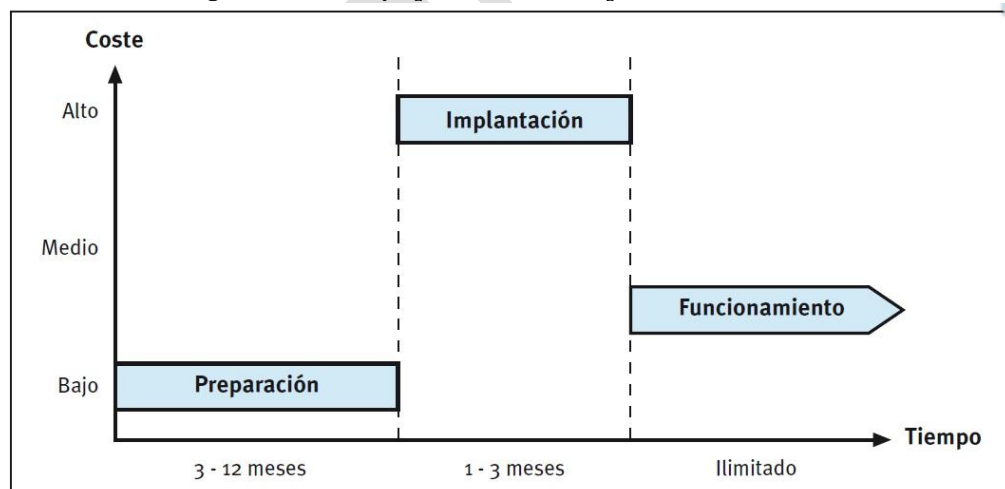 Coste
Alto
Implantación
Medio
Funcionamiento
Bajo
Preparación
Tiempo
3 - 12 meses
1 - 3 meses
Ilimitado